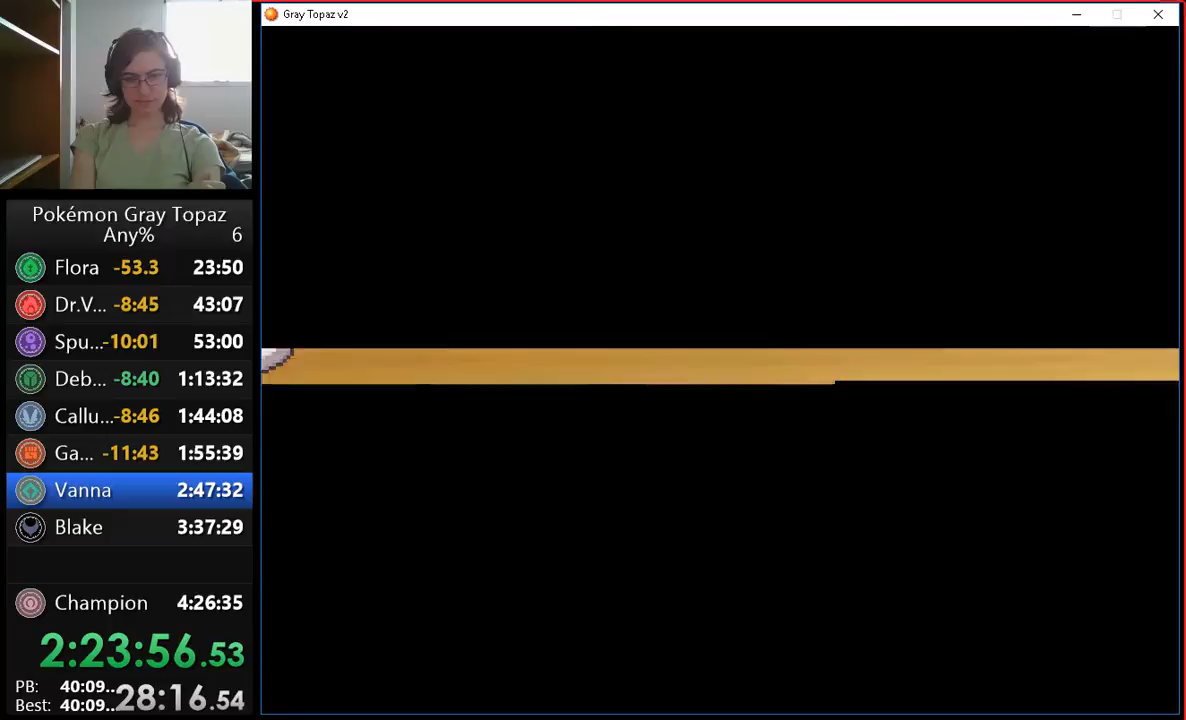 Gray Topaz v2
Pokémon Gray Topaz
Any% 6
Flora -53.3 23:50
Dr.V... -8:45 43:07
Spu... -10:01 53:00
Deb... -8:40 1:13:32
Callu... -8:46 1:44:08
Ga... -11:43 1:55:39
Vanna 2:47:32
Blake 3:37:29
Champion 4:26:35
2:23:56.53
PB: 40:09..
Best: 40:09..
28:16.54